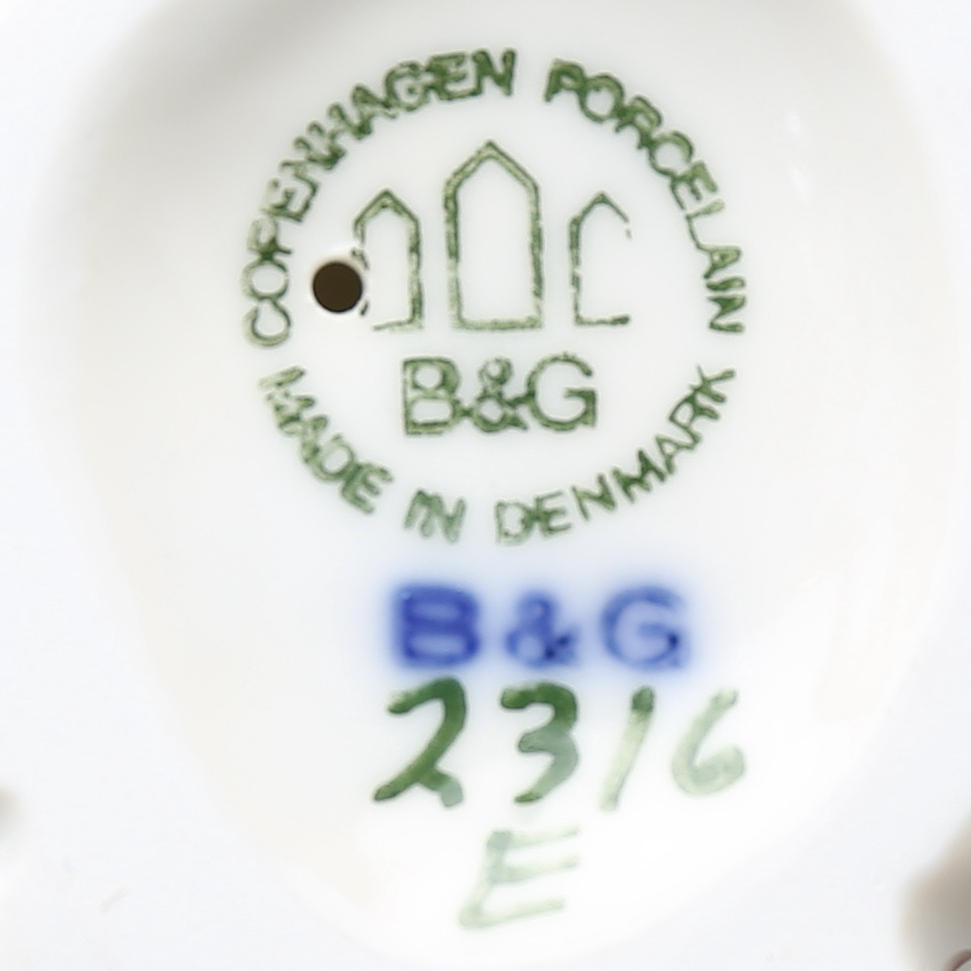 COPENHAGEN PORCELAIN
B&G
MADE IN DENMARK
B&G
2316
E